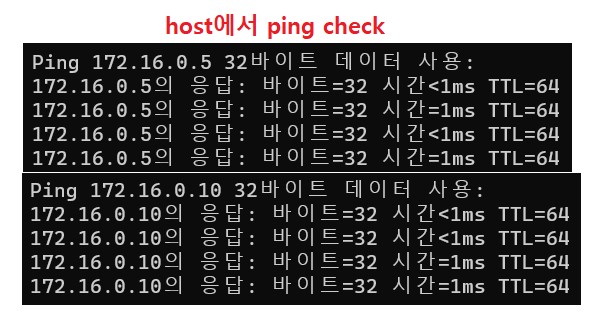 host에서 ping check
Ping 172.16.0.5 32바이트 데이터 사용:
172.16.0.5의 응답: 바이트=32 시간<1ms TTL=64
172.16.0.5의 응답: 바이트=32 시간=1ms TTL=64
172.16.0.5의 응답: 바이트=32 시간<1ms TTL=64
172.16.0.5의 응답: 바이트=32 시간=1ms TTL=64
Ping 172.16.0.10 32바이트 데이터 사용:
172.16.0.10의 응답: 바이트=32 시간<1ms TTL=64
172.16.0.10의 응답: 바이트=32 시간<1ms TTL=64
172.16.0.10의 응답: 바이트=32 시간=1ms TTL=64
172.16.0.10의 응답: 바이트=32 시간=1ms TTL=64